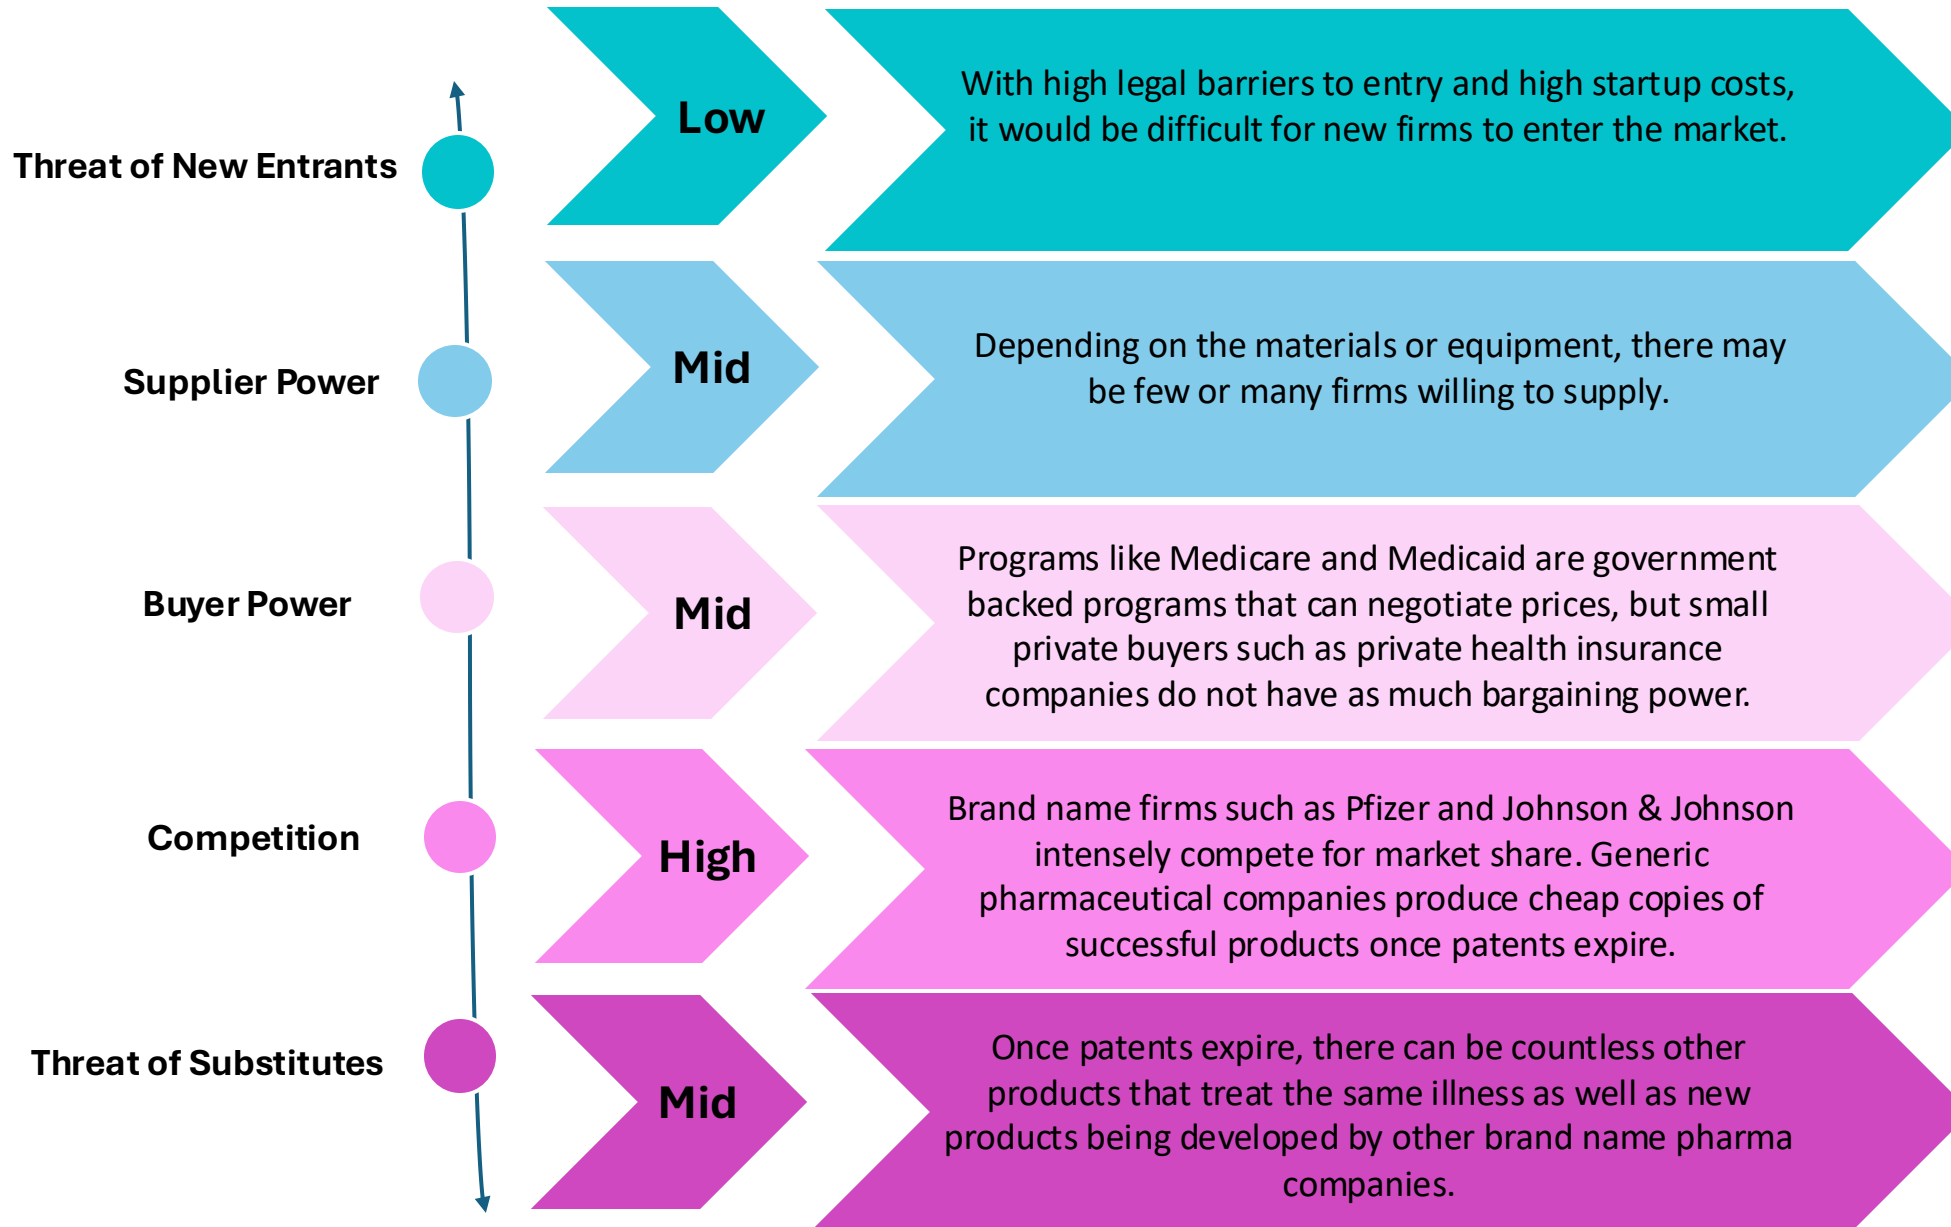 Threat of New Entrants
Low
With high legal barriers to entry and high startup costs,
it would be difficult for new firms to enter the market.
Supplier Power
Mid
Depending on the materials or equipment, there may
be few or many firms willing to supply.
Buyer Power
Mid
Programs like Medicare and Medicaid are government
backed programs that can negotiate prices, but small
private buyers such as private health insurance
companies do not have as much bargaining power.
Competition
High
Brand name firms such as Pfizer and Johnson & Johnson
intensely compete for market share. Generic
pharmaceutical companies produce cheap copies of
successful products once patents expire.
Threat of Substitutes
Mid
Once patents expire, there can be countless other
products that treat the same illness as well as new
products being developed by other brand name pharma
companies.